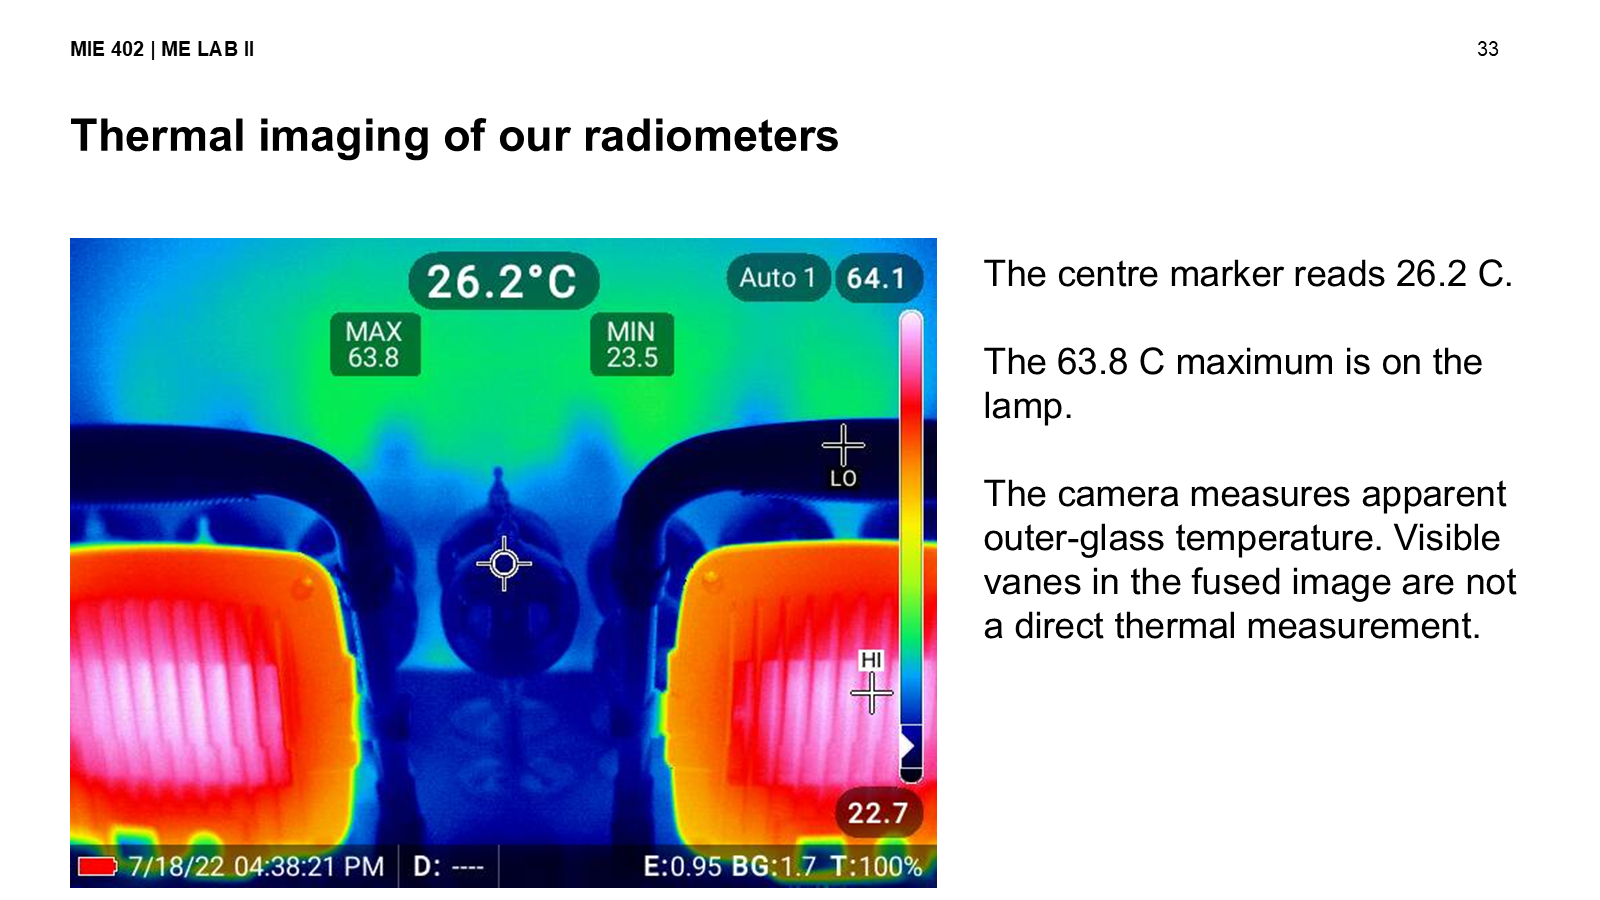 MIE 402 | ME LAB II
33
Thermal imaging of our radiometers
26.2°C
Auto 1
64.1
MAX
63.8
MIN
23.5
LO
HI
22.7
7/18/22 04:38:21 PM
D: ----
E:0.95 BG:1.7 T:100%
The centre marker reads 26.2 C.
The 63.8 C maximum is on the
lamp.
The camera measures apparent
outer-glass temperature. Visible
vanes in the fused image are not
a direct thermal measurement.